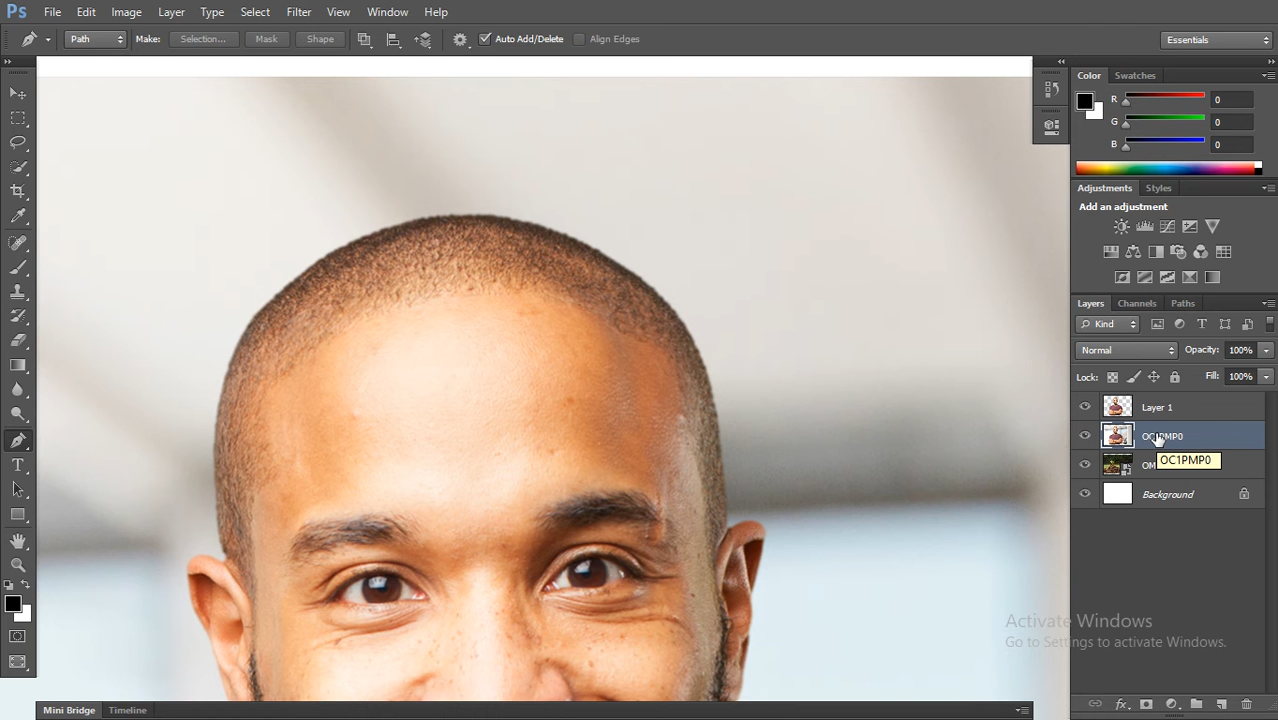 Ps File Edit Image Layer Type Select Filter View Window Help
Path Make: Selection... Mask Shape Auto Add/Delete Align Edges Essentials
Color Swatches
R 0
G 0
B 0
Adjustments Styles
Add an adjustment
Layers Channels Paths
Kind
Normal Opacity: 100%
Lock: Fill: 100%
Layer 1
OC1PMP0
OC1PMP0
Background
Activate Windows
Go to Settings to activate Windows.
Mini Bridge Timeline